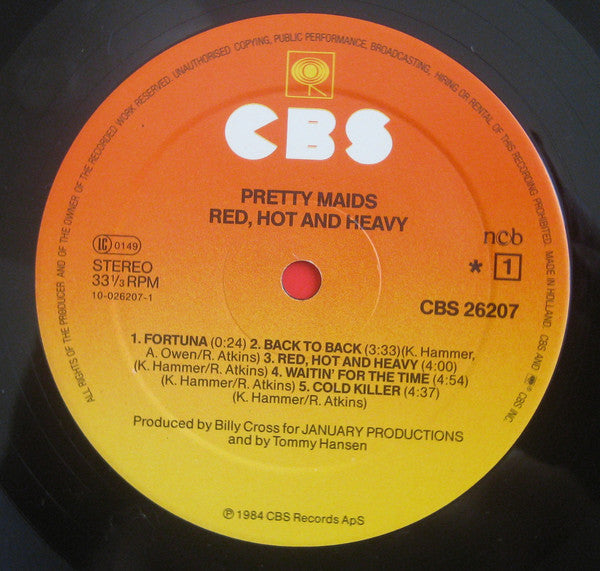 ALL RIGHTS OF THE PRODUCER AND OF THE OWNER OF THE RECORDED WORK RESERVED. UNAUTHORISED COPYING, PUBLIC PERFORMANCE, BROADCASTING, HIRING OR RENTAL OF THIS RECORDING PROHIBITED. MADE IN HOLLAND. CBS AND ® CBS INC.
CBS
PRETTY MAIDS
RED, HOT AND HEAVY
LC 0149
ncb
STEREO
* 1
33 1/3 RPM
10-026207-1
CBS 26207
1. FORTUNA (0:24) 2. BACK TO BACK (3:33)(K. Hammer,
A. Owen/R. Atkins) 3. RED, HOT AND HEAVY (4:00)
(K. Hammer/R. Atkins) 4. WAITIN' FOR THE TIME (4:54)
(K. Hammer/R. Atkins) 5. COLD KILLER (4:37)
(K. Hammer/R. Atkins)
Produced by Billy Cross for JANUARY PRODUCTIONS
and by Tommy Hansen
℗ 1984 CBS Records ApS